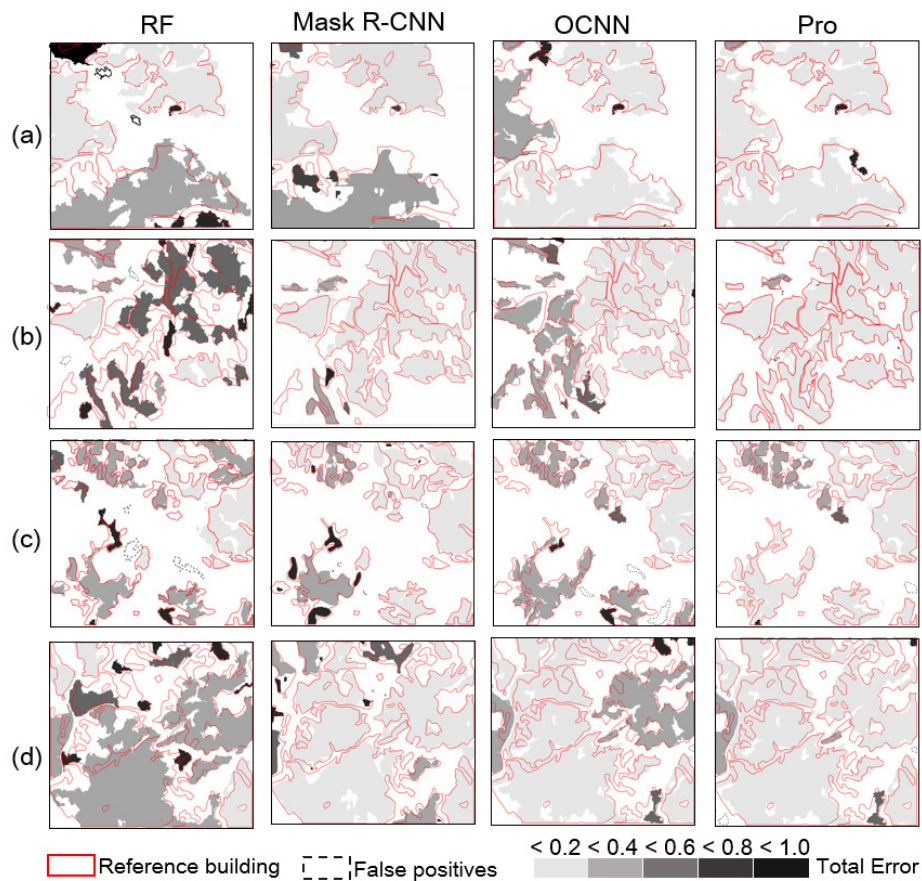 RF Mask R-CNN OCNN Pro
(a)
(b)
(c)
(d)
< 0.2 < 0.4 < 0.6 < 0.8 < 1.0
Reference building False positives Total Error